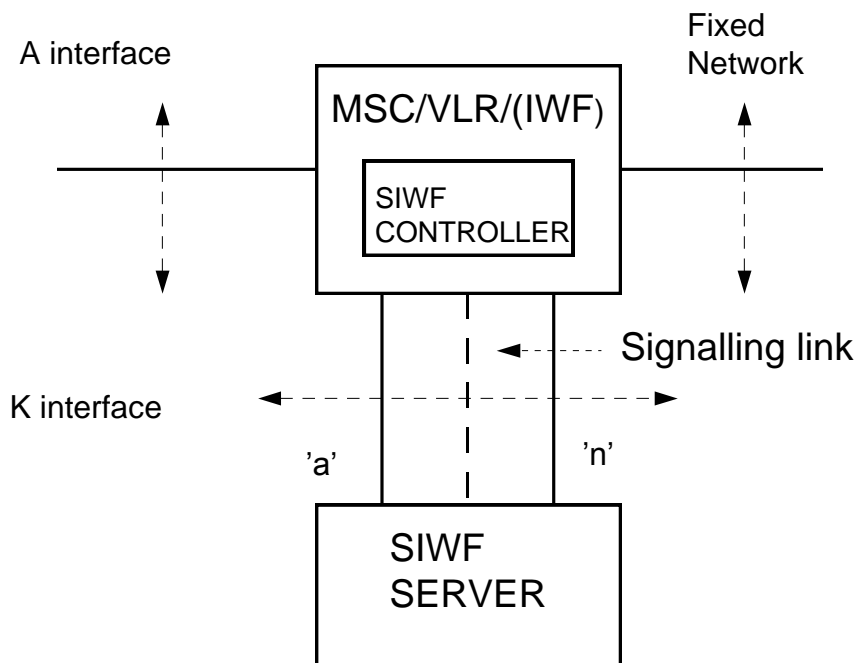 A interface
Fixed
Network
MSC/VLR/(IWF)
SIWF
CONTROLLER
Signalling link
K interface
’a’
’n’
SIWF
SERVER